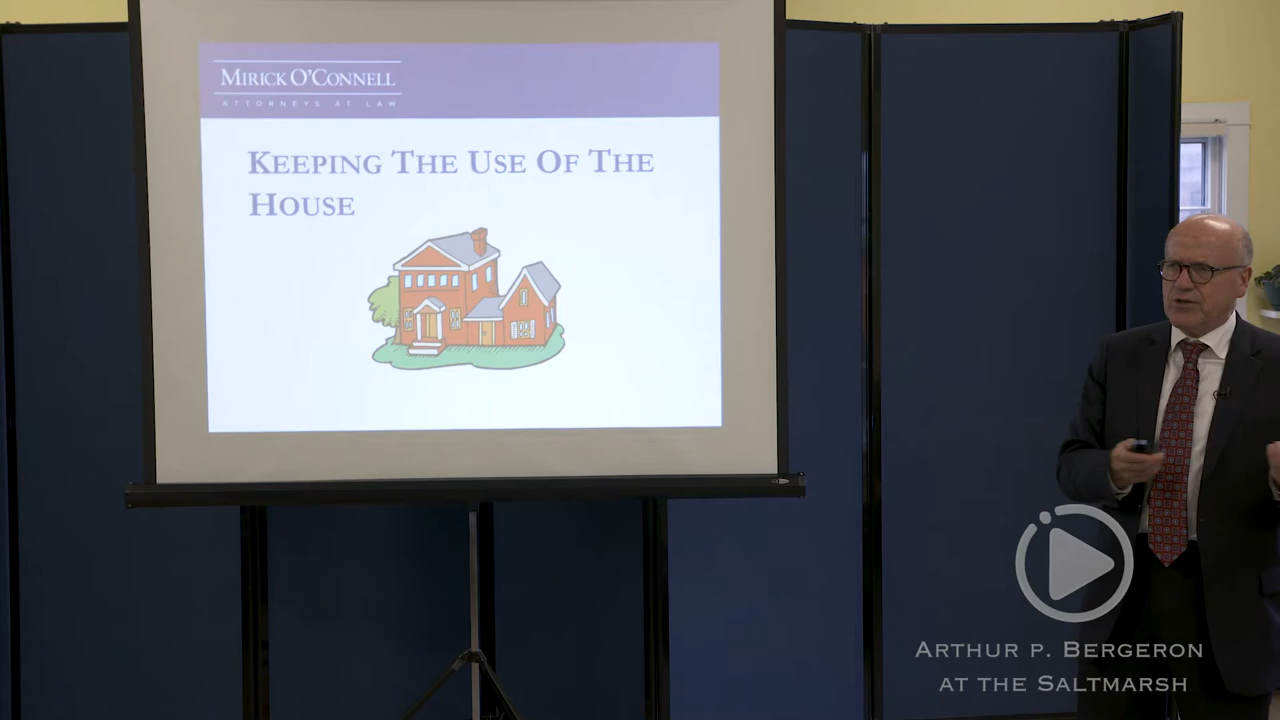 MIRICK O'CONNELL
ATTORNEYS AT LAW
KEEPING THE USE OF THE
HOUSE
ARTHUR P. BERGERON
AT THE SALTMARSH